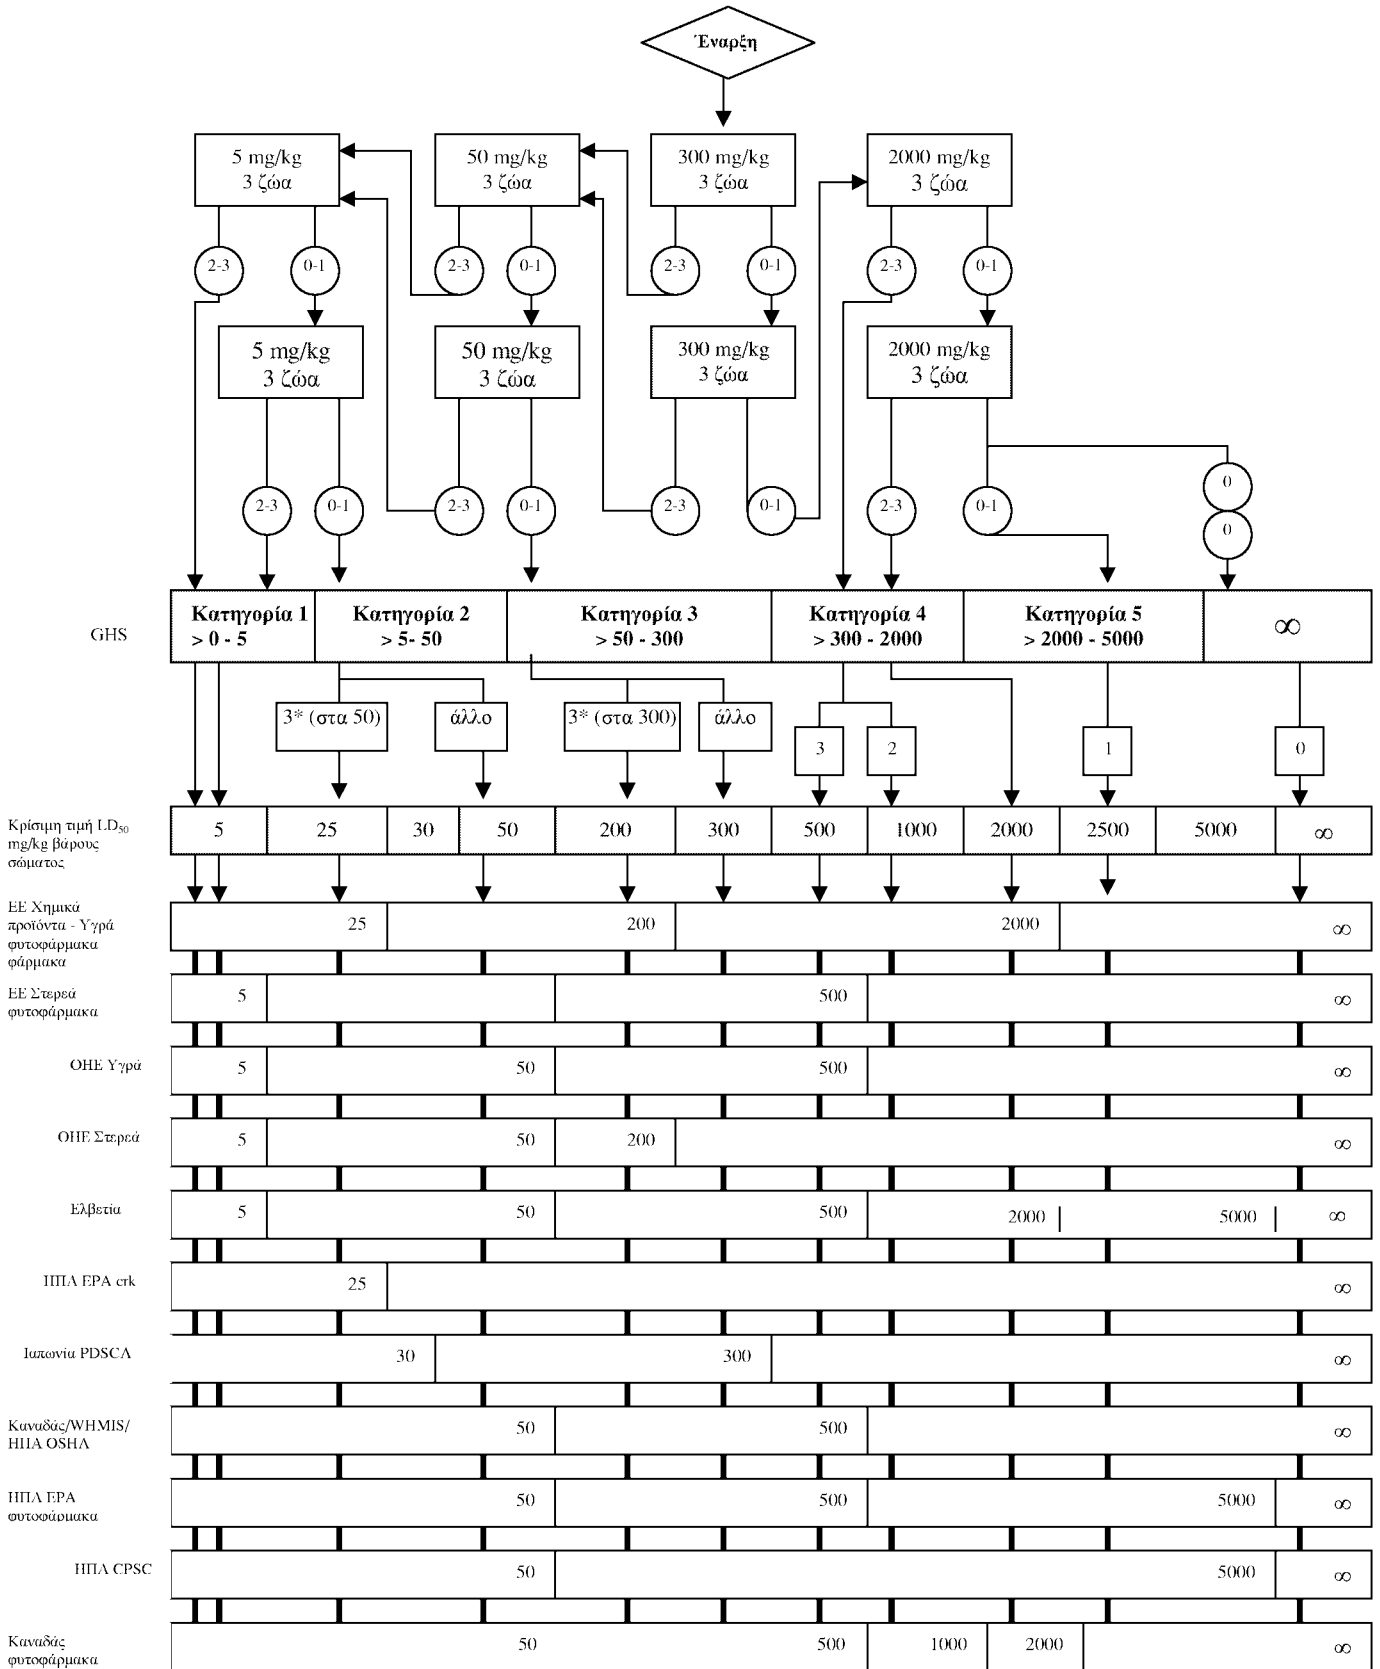 Έναρξη
5 mg/kg
3 ζώα
50 mg/kg
3 ζώα
300 mg/kg
3 ζώα
2000 mg/kg
3 ζώα
2-3
0-1
2-3
0-1
2-3
0-1
2-3
0-1
5 mg/kg
3 ζώα
50 mg/kg
3 ζώα
300 mg/kg
3 ζώα
2000 mg/kg
3 ζώα
2-3
0-1
2-3
0-1
2-3
0-1
2-3
0-1
0
0
GHS
Κατηγορία 1
> 0 - 5
Κατηγορία 2
> 5- 50
Κατηγορία 3
> 50 - 300
Κατηγορία 4
> 300 - 2000
Κατηγορία 5
> 2000 - 5000
∞
3* (στα 50)
άλλο
3* (στα 300)
άλλο
3
2
1
0
Κρίσιμη τιμή LD₅₀
mg/kg βάρους
σώματος
5
25
30
50
200
300
500
1000
2000
2500
5000
∞
ΕΕ Χημικά
προϊόντα - Υγρά
φυτοφάρμακα
φάρμακα
25
200
2000
∞
ΕΕ Στερεά
φυτοφάρμακα
5
500
∞
ΟΗΕ Υγρά
5
50
500
∞
ΟΗΕ Στερεά
5
50
200
∞
Ελβετία
5
50
500
2000
5000
∞
ΗΠΑ EPA crk
25
∞
Ιαπωνία PDSCA
30
300
∞
Καναδάς/WHMIS/
ΗΠΑ OSHA
50
500
∞
ΗΠΑ EPA
φυτοφάρμακα
50
500
5000
∞
ΗΠΑ CPSC
50
5000
∞
Καναδάς
φυτοφάρμακα
50
500
1000
2000
∞